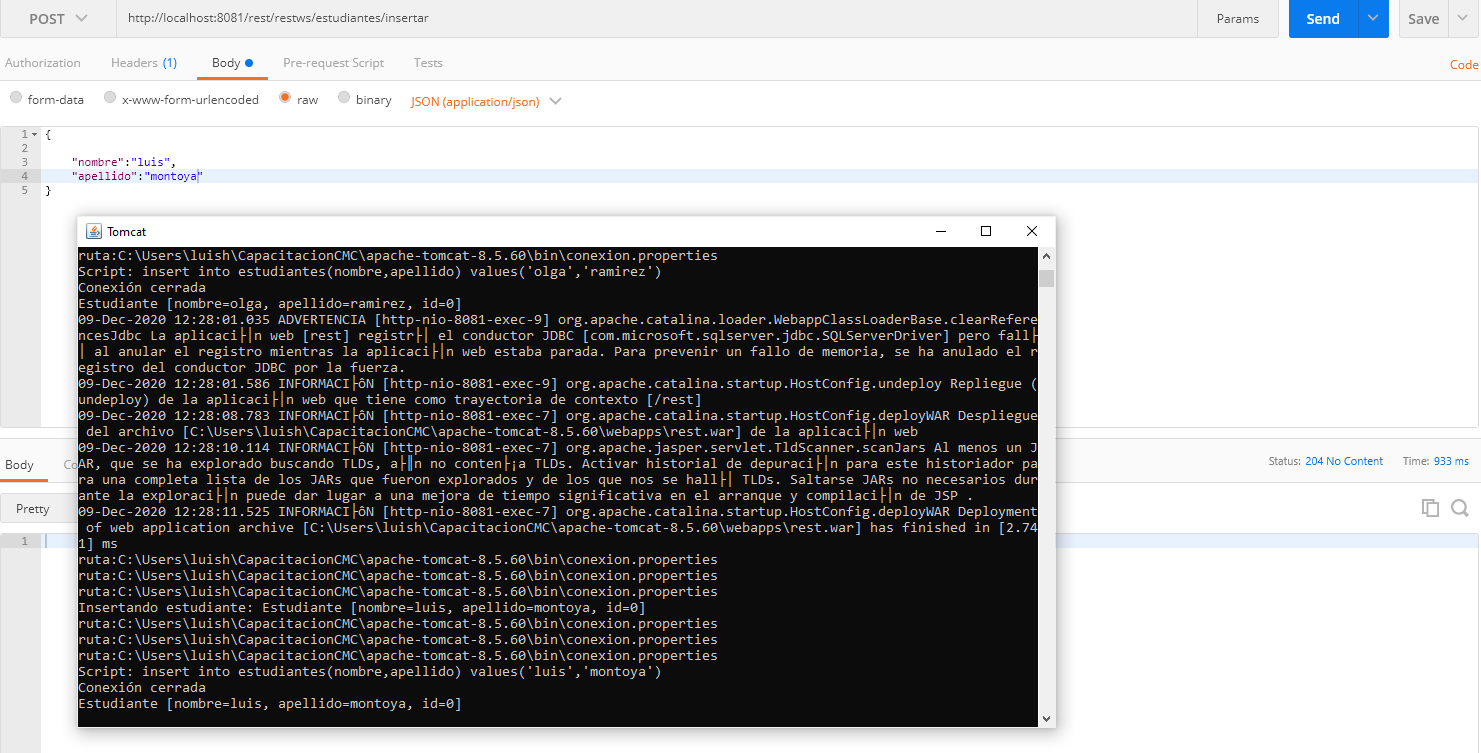 POST
http://localhost:8081/rest/restws/estudiantes/insertar
Params
Send
Save
Authorization
Headers (1)
Body
Pre-request Script
Tests
Code
form-data
x-www-form-urlencoded
raw
binary
JSON (application/json)
1 {
2
3 "nombre":"luis",
4 "apellido":"montoya"
5 }
Tomcat
ruta:C:\Users\luish\CapacitacionCMC\apache-tomcat-8.5.60\bin\conexion.properties
Script: insert into estudiantes(nombre,apellido) values('olga','ramirez')
Conexión cerrada
Estudiante [nombre=olga, apellido=ramirez, id=0]
09-Dec-2020 12:28:01.035 ADVERTENCIA [http-nio-8081-exec-9] org.apache.catalina.loader.WebappClassLoaderBase.clearRefere
ncesJdbc La aplicaci├│n web [rest] registr├│ el conductor JDBC [com.microsoft.sqlserver.jdbc.SQLServerDriver] pero fall├
│ al anular el registro mientras la aplicaci├│n web estaba parada. Para prevenir un fallo de memoria, se ha anulado el r
egistro del conductor JDBC por la fuerza.
09-Dec-2020 12:28:01.586 INFORMACI├ôN [http-nio-8081-exec-9] org.apache.catalina.startup.HostConfig.undeploy Repliegue (
undeploy) de la aplicaci├│n web que tiene como trayectoria de contexto [/rest]
09-Dec-2020 12:28:08.783 INFORMACI├ôN [http-nio-8081-exec-7] org.apache.catalina.startup.HostConfig.deployWAR Despliegue
del archivo [C:\Users\luish\CapacitacionCMC\apache-tomcat-8.5.60\webapps\rest.war] de la aplicaci├│n web
09-Dec-2020 12:28:10.114 INFORMACI├ôN [http-nio-8081-exec-7] org.apache.jasper.servlet.TldScanner.scanJars Al menos un J
AR, que se ha explorado buscando TLDs, a├║n no conten├¡a TLDs. Activar historial de depuraci├│n para este historiador pa
ra una completa lista de los JARs que fueron explorados y de los que nos se hall├│ TLDs. Saltarse JARs no necesarios dur
ante la exploraci├│n puede dar lugar a una mejora de tiempo significativa en el arranque y compilaci├│n de JSP .
09-Dec-2020 12:28:11.525 INFORMACI├ôN [http-nio-8081-exec-7] org.apache.catalina.startup.HostConfig.deployWAR Deployment
of web application archive [C:\Users\luish\CapacitacionCMC\apache-tomcat-8.5.60\webapps\rest.war] has finished in [2.74
1] ms
ruta:C:\Users\luish\CapacitacionCMC\apache-tomcat-8.5.60\bin\conexion.properties
ruta:C:\Users\luish\CapacitacionCMC\apache-tomcat-8.5.60\bin\conexion.properties
ruta:C:\Users\luish\CapacitacionCMC\apache-tomcat-8.5.60\bin\conexion.properties
Insertando estudiante: Estudiante [nombre=luis, apellido=montoya, id=0]
ruta:C:\Users\luish\CapacitacionCMC\apache-tomcat-8.5.60\bin\conexion.properties
ruta:C:\Users\luish\CapacitacionCMC\apache-tomcat-8.5.60\bin\conexion.properties
ruta:C:\Users\luish\CapacitacionCMC\apache-tomcat-8.5.60\bin\conexion.properties
Script: insert into estudiantes(nombre,apellido) values('luis','montoya')
Conexión cerrada
Estudiante [nombre=luis, apellido=montoya, id=0]
Body
Status: 204 No Content
Time: 933 ms
Pretty
1